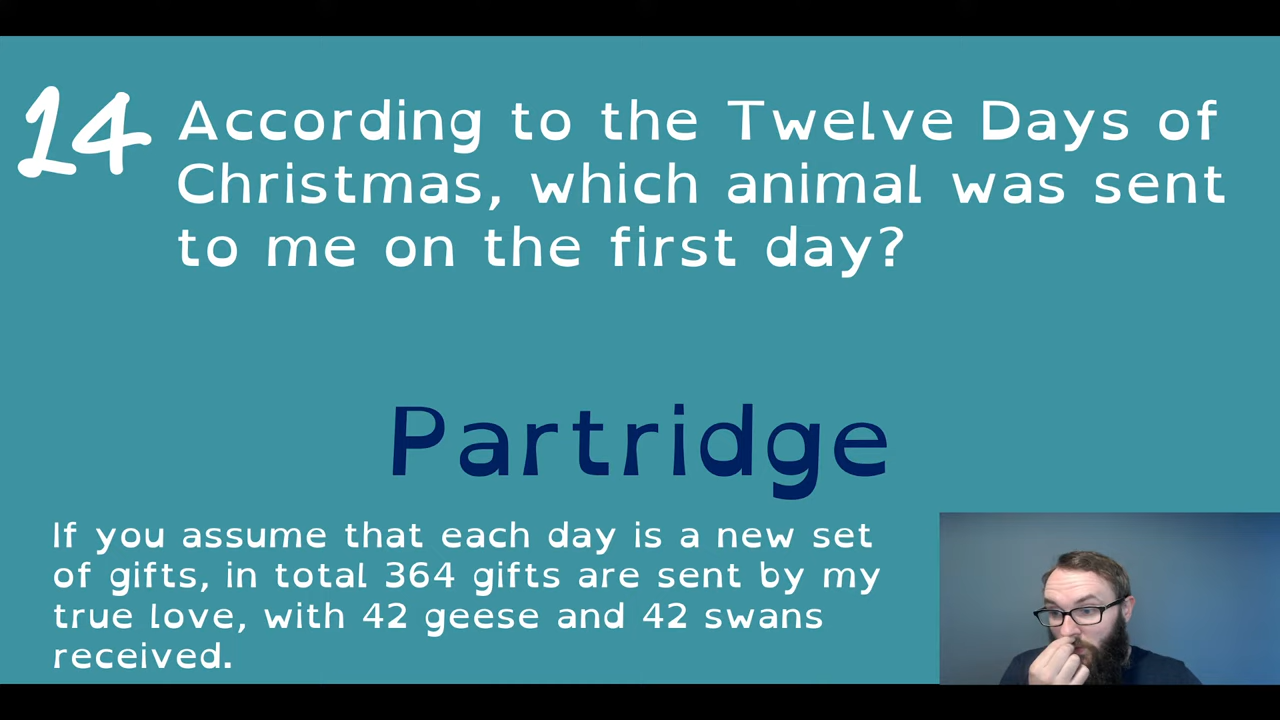 14 According to the Twelve Days of
Christmas, which animal was sent
to me on the first day?
Partridge
If you assume that each day is a new set
of gifts, in total 364 gifts are sent by my
true love, with 42 geese and 42 swans
received.